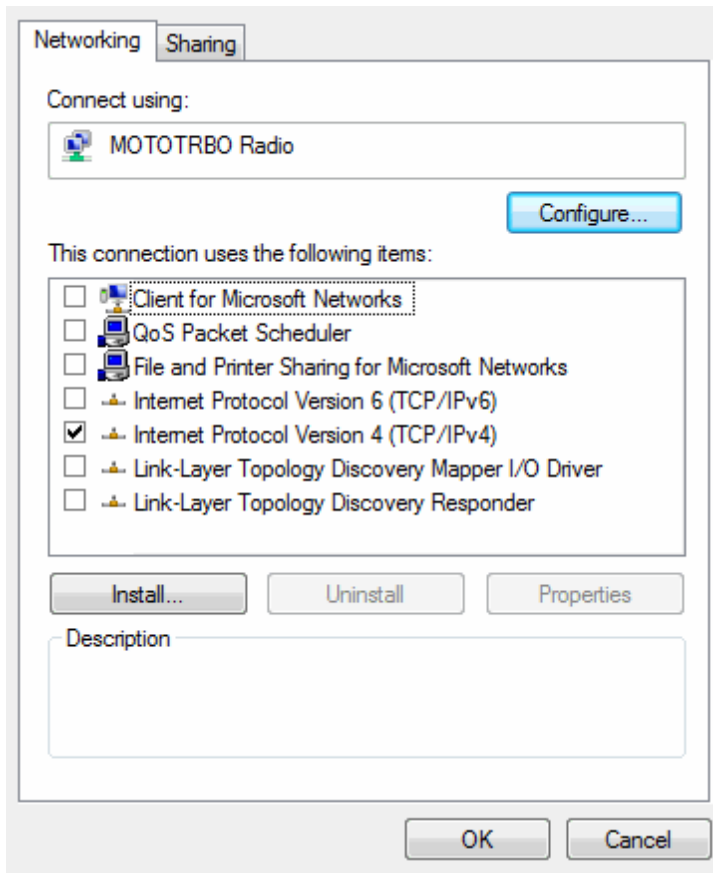 Networking Sharing
Connect using:
MOTOTRBO Radio
Configure...
This connection uses the following items:
Client for Microsoft Networks
QoS Packet Scheduler
File and Printer Sharing for Microsoft Networks
Internet Protocol Version 6 (TCP/IPv6)
Internet Protocol Version 4 (TCP/IPv4)
Link-Layer Topology Discovery Mapper I/O Driver
Link-Layer Topology Discovery Responder
Install... Uninstall Properties
Description
OK Cancel